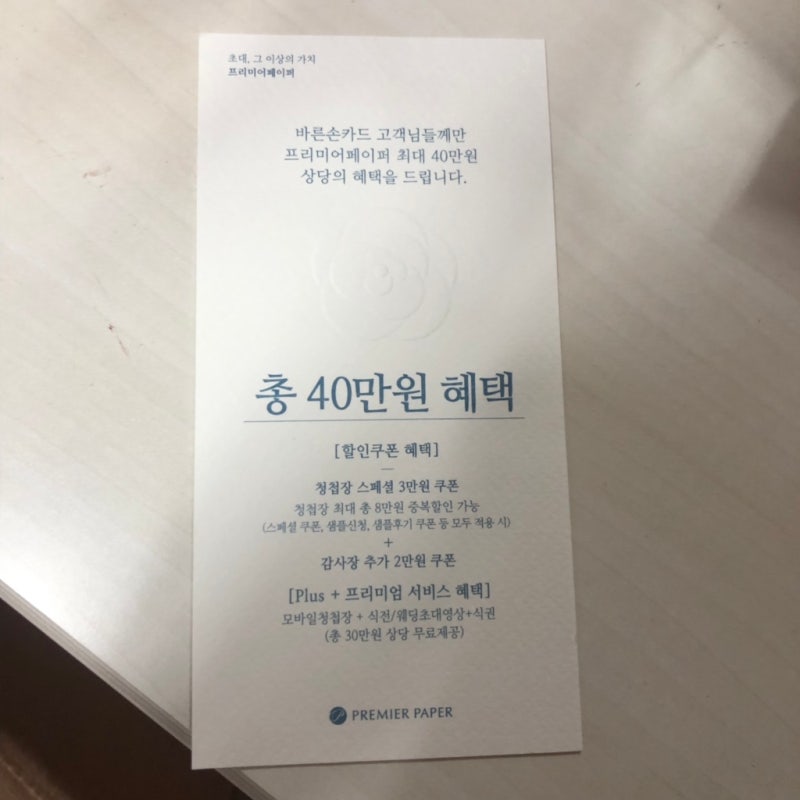 초대, 그 이상의 가치
프리미어페이퍼
바른손카드 고객님들께만
프리미어페이퍼 최대 40만원
상당의 혜택을 드립니다.
총 40만원 혜택
[할인쿠폰 혜택]
청첩장 스페셜 3만원 쿠폰
청첩장 최대 총 8만원 중복할인 가능
(스페셜 쿠폰, 샘플신청, 샘플후기 쿠폰 등 모두 적용 시)
+
감사장 추가 2만원 쿠폰
[Plus + 프리미엄 서비스 혜택]
모바일청첩장 + 식전/웨딩초대영상+식권
(총 30만원 상당 무료제공)
PREMIER PAPER